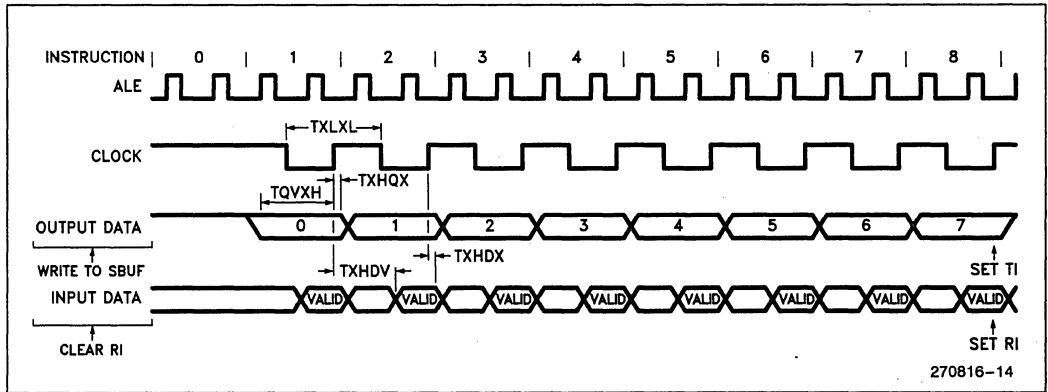 INSTRUCTION | 0 | 1 | 2 | 3 | 4 | 5 | 6 | 7 | 8 |
ALE
TXLXL
CLOCK
TXHQX
TQVXH
OUTPUT DATA 0 1 2 3 4 5 6 7
WRITE TO SBUF
TXHDV
TXHDX
SET TI
INPUT DATA VALID VALID VALID VALID VALID VALID VALID VALID
CLEAR RI
SET RI
270816-14